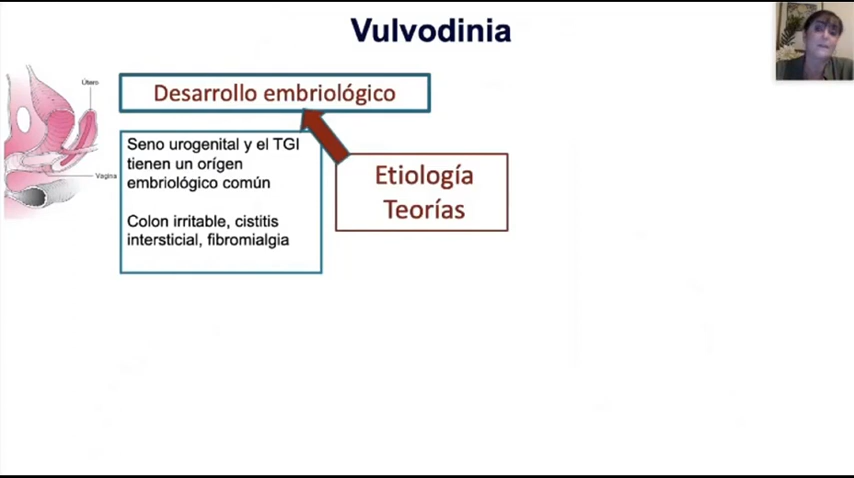 Vulvodinia
Desarrollo embriológico
Útero
Vagina
Seno urogenital y el TGI
tienen un orígen
embriológico común
Colon irritable, cistitis
intersticial, fibromialgia
Etiología
Teorías